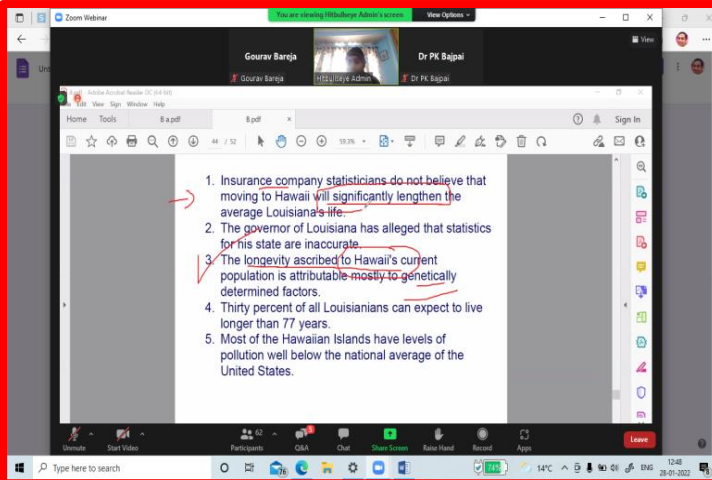 Zoom Webinar
You are viewing Hitbullseye Admin's screen View Options
View
Gourav Bareja Dr PK Bajpai
Gourav Bareja Hitbullseye Admin Dr PK Bajpai
B.pdf - Adobe Acrobat Reader DC (64 bit)
Edit View Sign Window Help
Home Tools B a.pdf B.pdf × Sign In
44 / 52 59.3%
1. Insurance company statisticians do not believe that
moving to Hawaii will significantly lengthen the
average Louisiana's life.
2. The governor of Louisiana has alleged that statistics
for his state are inaccurate.
3. The longevity ascribed to Hawaii's current
population is attributable mostly to genetically
determined factors.
4. Thirty percent of all Louisianians can expect to live
longer than 77 years.
5. Most of the Hawaiian Islands have levels of
pollution well below the national average of the
United States.
62
Unmute Start Video Participants Q&A Chat Share Screen Raise Hand Record Apps Leave
Type here to search 76 74% 14°C ENG 12:48
28-01-2022